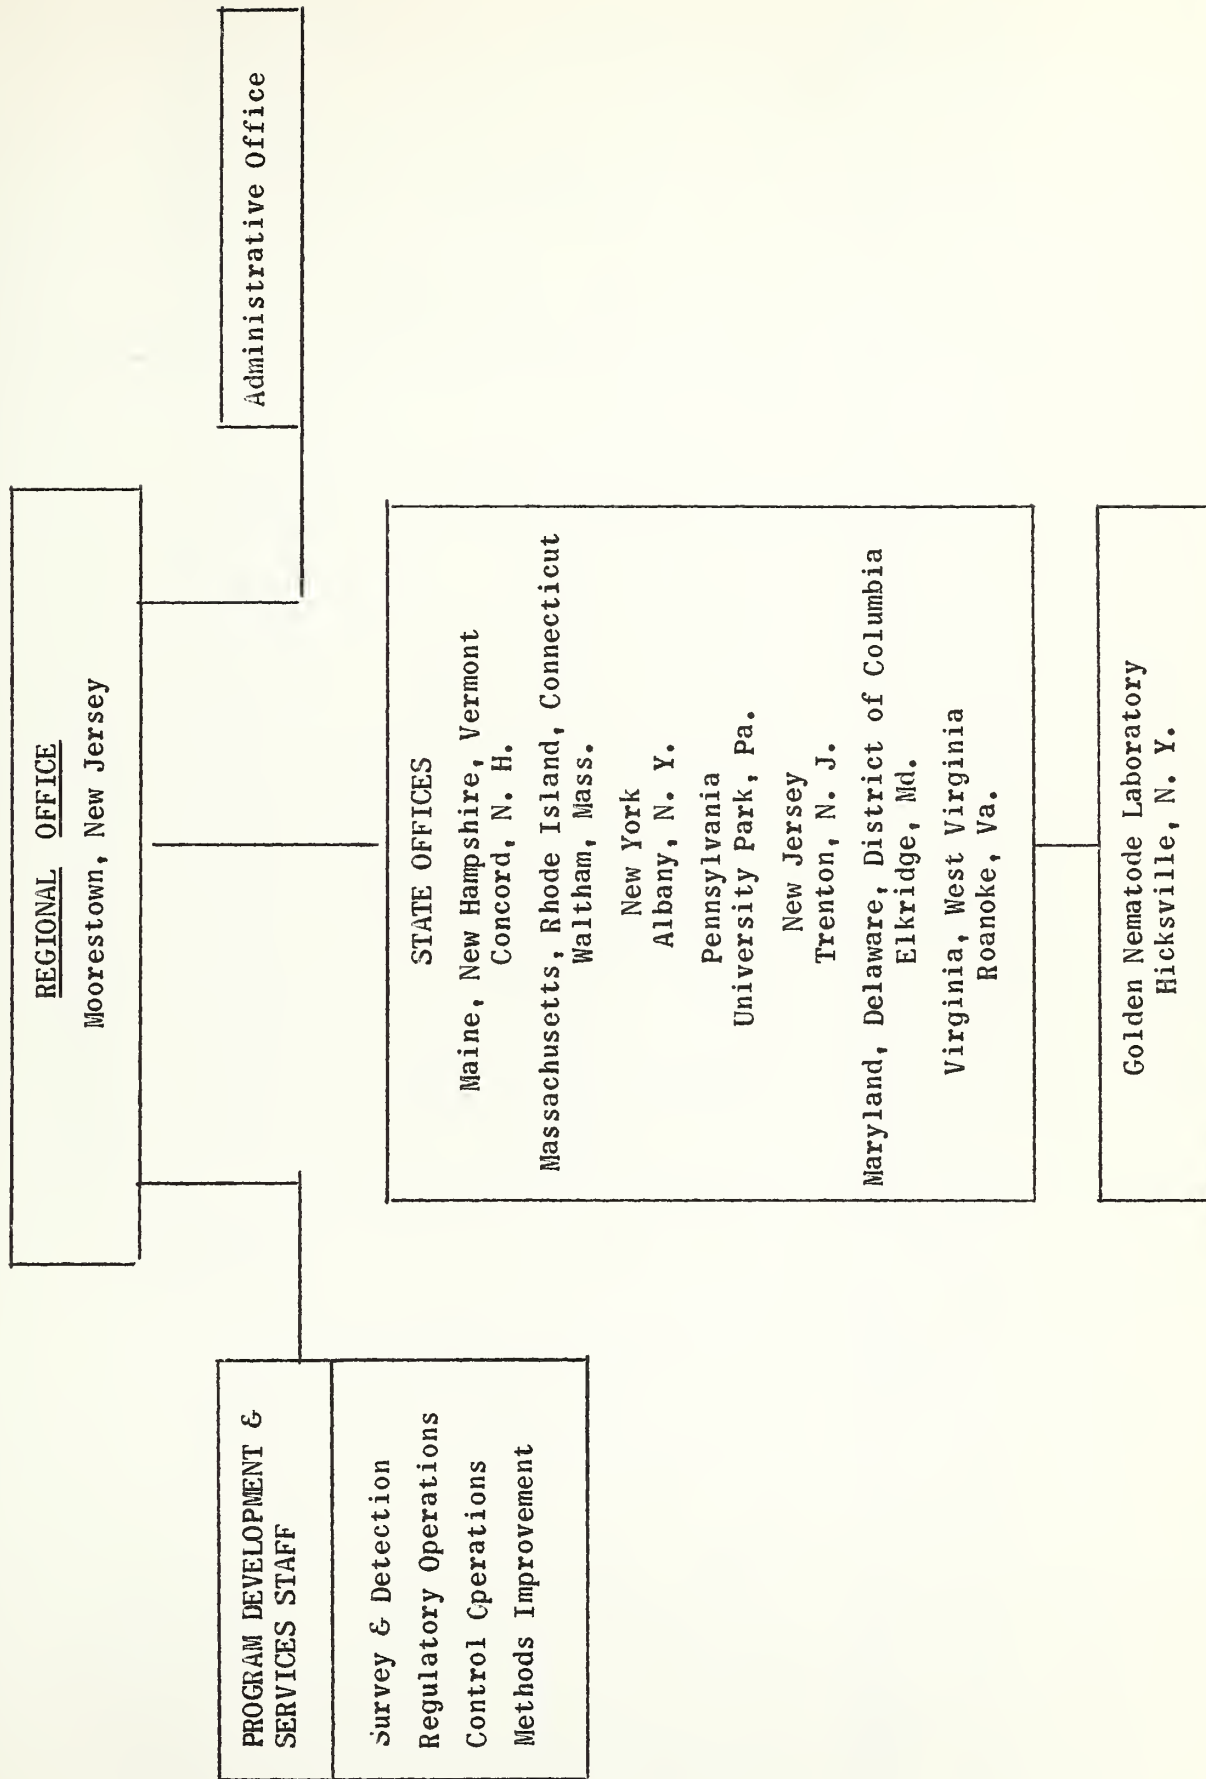 REGIONAL OFFICE
Moorestown, New Jersey
PROGRAM DEVELOPMENT &
SERVICES STAFF
Survey & Detection
Regulatory Operations
Control Cperations
Methods Improvement
Administrative Office
STATE OFFICES
Maine, New Hampshire, Vermont
Concord, N. H.
Massachusetts, Rhode Island, Connecticut
Waltham, Mass.
New York
Albany, N. Y.
Pennsylvania
University Park, Pa.
New Jersey
Trenton, N. J.
Maryland, Delaware, District of Columbia
Elkridge, Md.
Virginia, West Virginia
Roanoke, Va.
Golden Nematode Laboratory
Hicksville, N. Y.